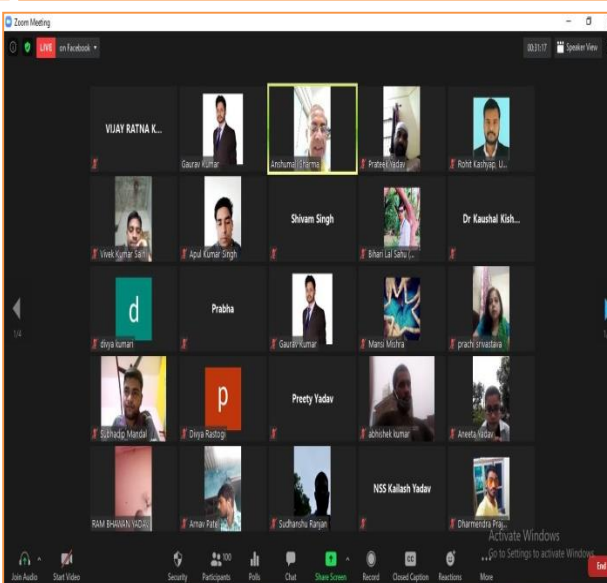 Zoom Meeting
LIVE on Facebook
00:31:17 Speaker View
VIJAY RATNA K...
Gaurav Kumar
Anshumali Sharma
Prateek Yadav
Rohit Kashyap, U...
Vivek Kumar Saini
Apul Kumar Singh
Shivam Singh
Bihari Lal Sahu (...
Dr Kaushal Kish...
d
divya kumari
Prabha
Gaurav Kumar
Mansi Mishra
prachi srivastava
1/4
Subhadip Mandal
p
Divya Rastogi
Preety Yadav
abhishek kumar
Aneeta Yadav
RAM BHAWAN YADAV
Arnav Patel
Sudhanshu Ranjan
NSS Kailash Yadav
Dharmendra Praj...
Activate Windows
Go to Settings to activate Windows.
100
CC
Join Audio Start Video Security Participants Polls Chat Share Screen Record Closed Caption Reactions More End